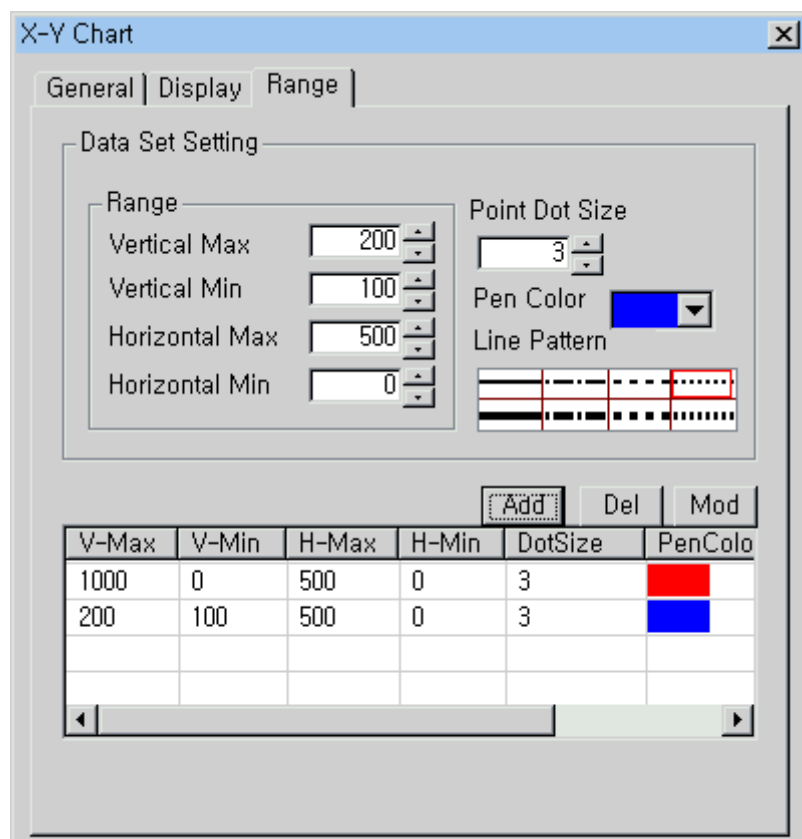 X-Y Chart
General Display Range
Data Set Setting
Range
Vertical Max 200
Vertical Min 100
Horizontal Max 500
Horizontal Min 0
Point Dot Size
3
Pen Color
Line Pattern
Add Del Mod
V-Max V-Min H-Max H-Min DotSize PenColo
1000 0 500 0 3
200 100 500 0 3